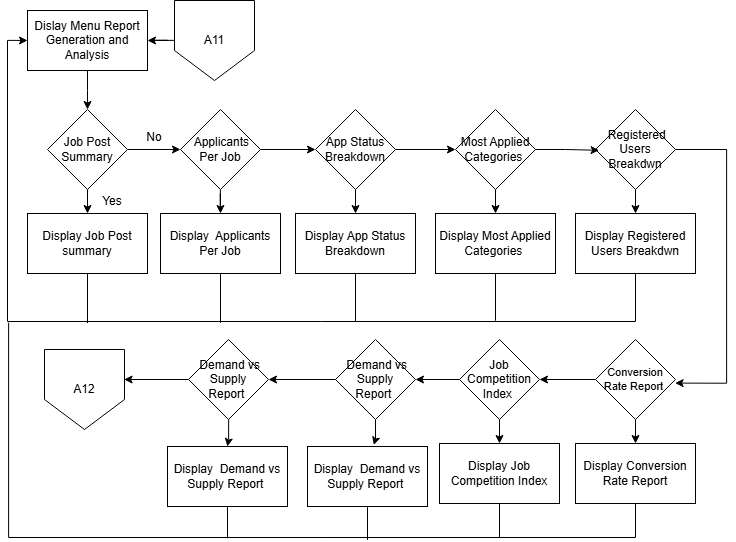 Dislay Menu Report
Generation and
Analysis
A11
Job Post
Summary
No
Applicants
Per Job
App Status
Breakdown
Most Applied
Categories
Registered
Users
Breakdwn
Yes
Display Job Post
summary
Display Applicants
Per Job
Display App Status
Breakdown
Display Most Applied
Categories
Display Registered
Users Breakdwn
A12
Demand vs
Supply
Report
Demand vs
Supply
Report
Job
Competition
Index
Conversion
Rate Report
Display Demand vs
Supply Report
Display Demand vs
Supply Report
Display Job
Competition Index
Display Conversion
Rate Report